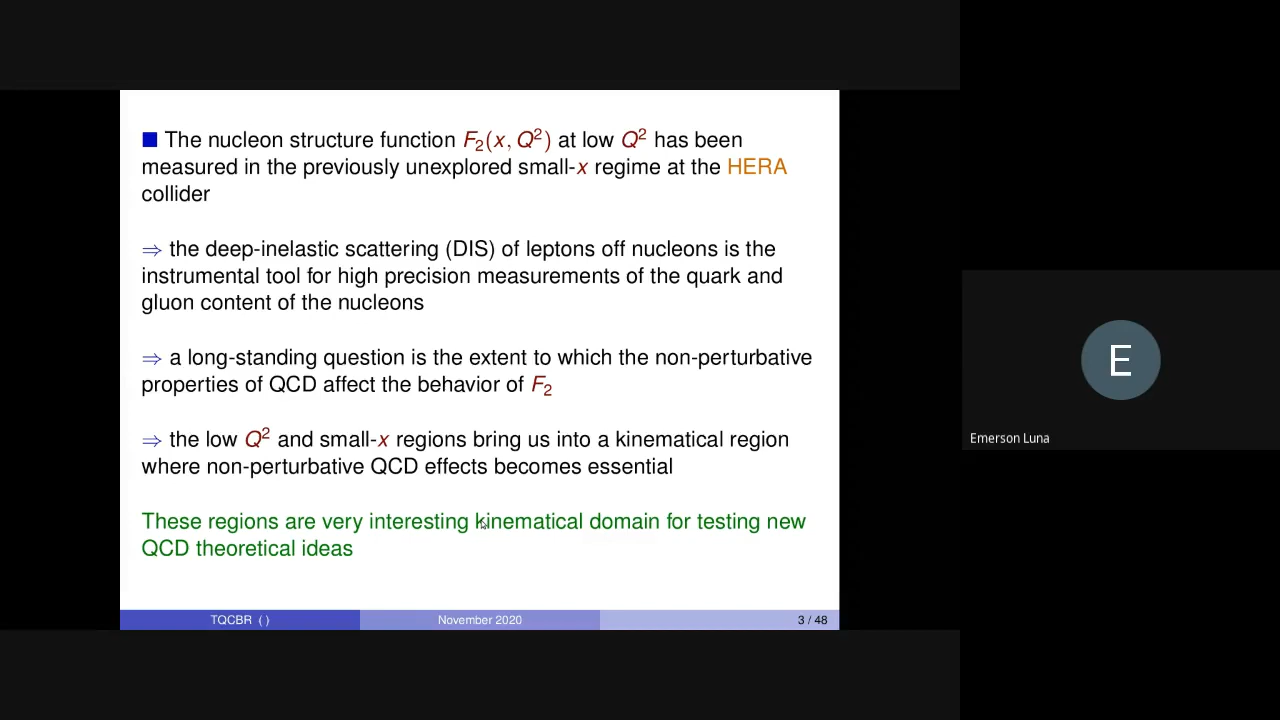 The nucleon structure function F₂(x, Q²) at low Q² has been
measured in the previously unexplored small-x regime at the HERA
collider
⇒ the deep-inelastic scattering (DIS) of leptons off nucleons is the
instrumental tool for high precision measurements of the quark and
gluon content of the nucleons
⇒ a long-standing question is the extent to which the non-perturbative
properties of QCD affect the behavior of F₂
⇒ the low Q² and small-x regions bring us into a kinematical region
where non-perturbative QCD effects becomes essential
These regions are very interesting kinematical domain for testing new
QCD theoretical ideas
TQCBR ( )
November 2020
3 / 48
E
Emerson Luna